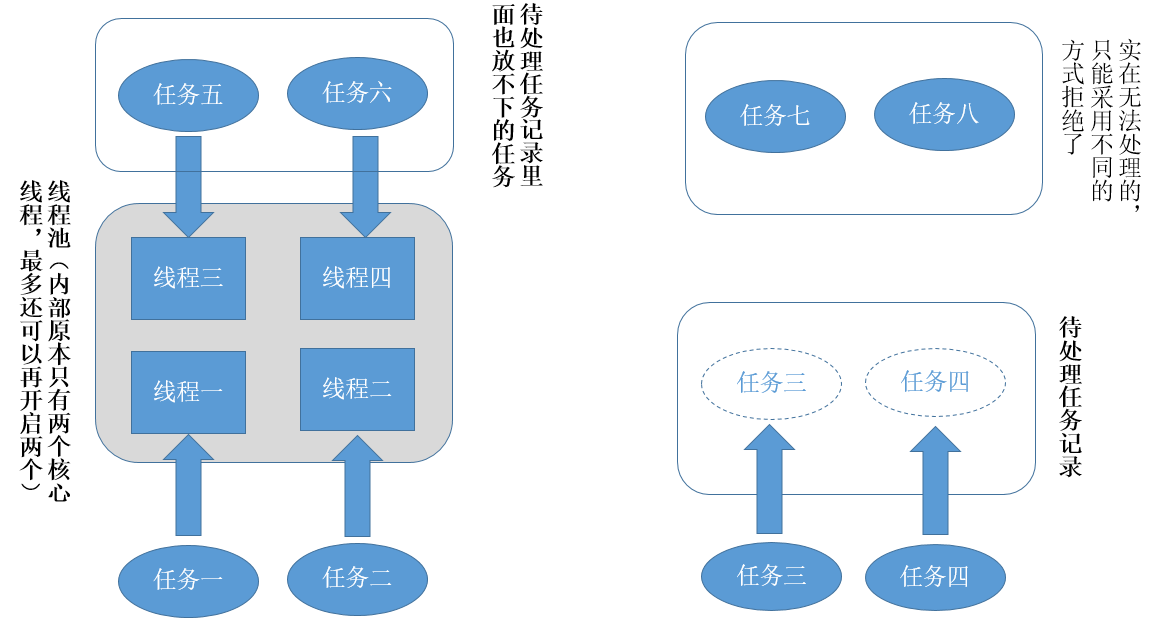 任务五
任务六
待处理任务记录里
面也放不下的任务
线程池（内部原本只有两个核心
线程，最多还可以再开启两个）
线程三
线程四
线程一
线程二
任务一
任务二
任务七
任务八
实在无法处理的，
只能采用不同的
方式拒绝了
任务三
任务四
待处理任务记录
任务三
任务四